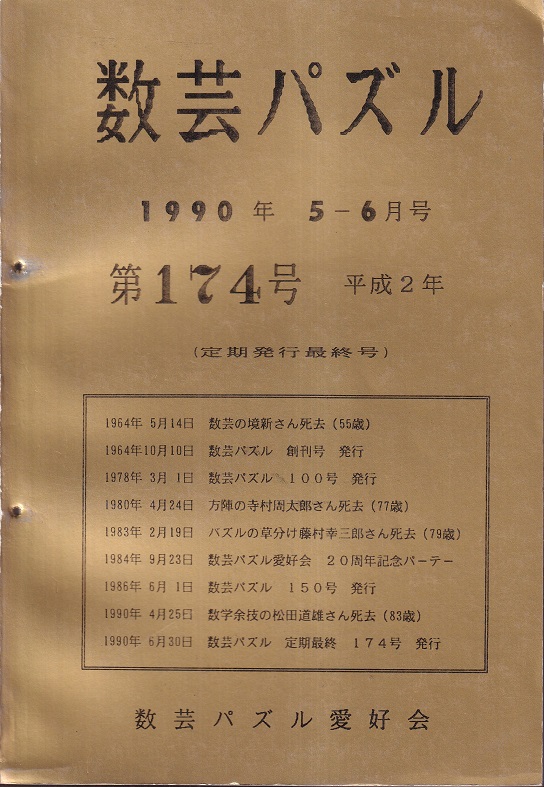 数芸パズル
1990年 5-6月号
第174号 平成2年
(定期発行最終号)
1964年 5月14日 数芸の境新さん死去(55歳)
1964年10月10日 数芸パズル 創刊号 発行
1978年 3月 1日 数芸パズル 100号 発行
1980年 4月24日 方陣の寺村周太郎さん死去(77歳)
1983年 2月19日 パズルの草分け藤村幸三郎さん死去(79歳)
1984年 9月23日 数芸パズル愛好会 20周年記念パーテー
1986年 6月 1日 数芸パズル 150号 発行
1990年 4月25日 数学余技の松田道雄さん死去(83歳)
1990年 6月30日 数芸パズル 定期最終 174号 発行
数芸パズル愛好会